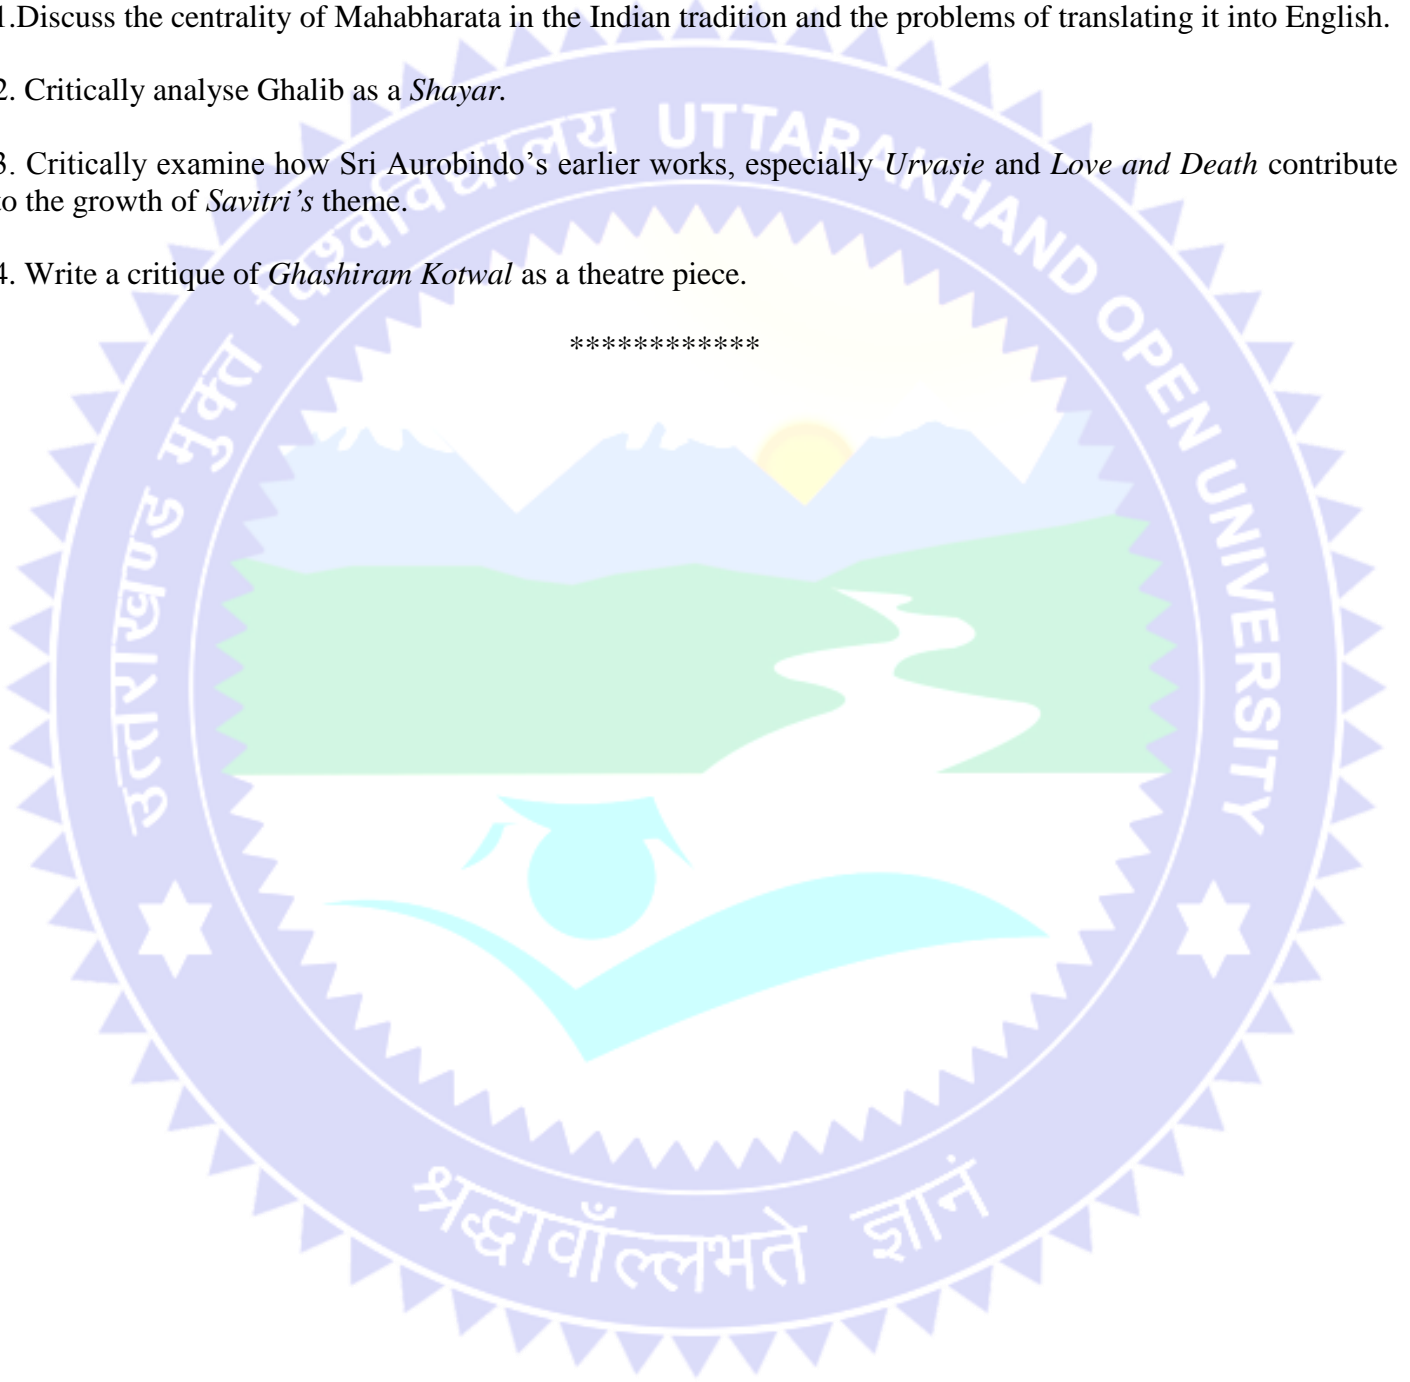 1.Discuss the centrality of Mahabharata in the Indian tradition and the problems of translating it into English.
2. Critically analyse Ghalib as a Shayar.
3. Critically examine how Sri Aurobindo’s earlier works, especially Urvasie and Love and Death contribute
to the growth of Savitri’s theme.
4. Write a critique of Ghashiram Kotwal as a theatre piece.
************
उत्तराखण्ड मुक्त विश्वविद्यालय UTTARAKHAND OPEN UNIVERSITY
श्रद्धावाँल्लभते ज्ञानं